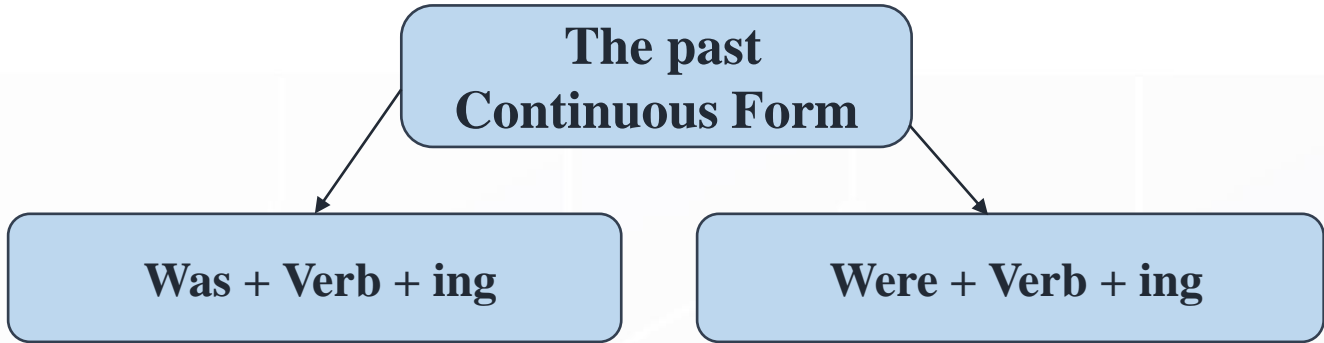 The past
Continuous Form
Was + Verb + ing
Were + Verb + ing